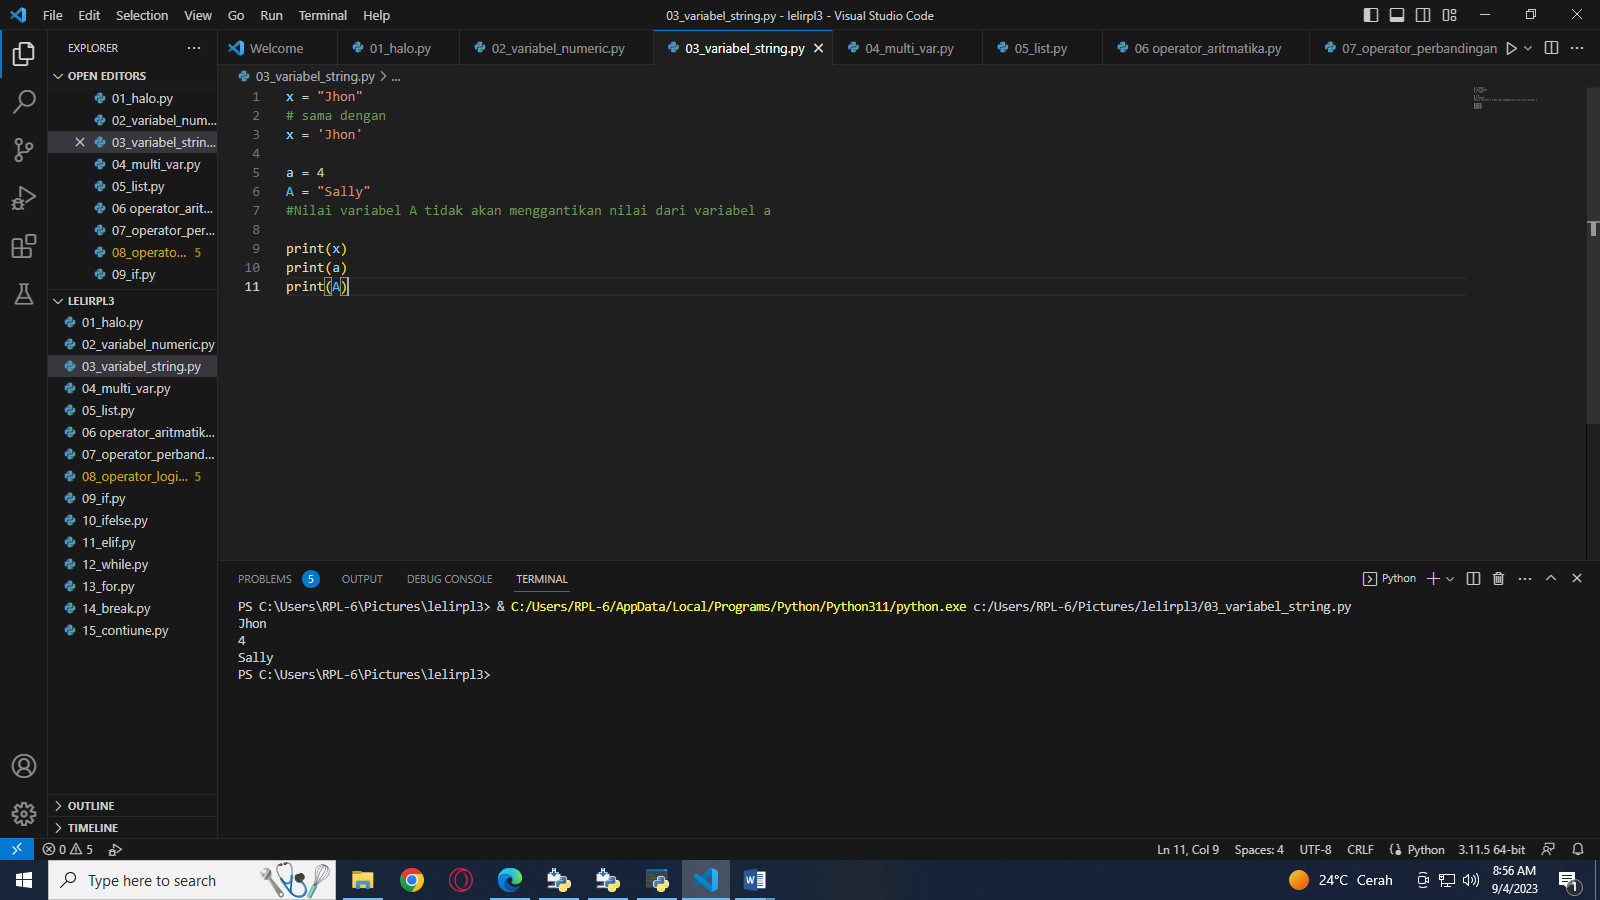 File Edit Selection View Go Run Terminal Help 03_variabel_string.py - lelirpl3 - Visual Studio Code
EXPLORER
Welcome 01_halo.py 02_variabel_numeric.py 03_variabel_string.py 04_multi_var.py 05_list.py 06 operator_aritmatika.py 07_operator_perbandingan
OPEN EDITORS
01_halo.py
02_variabel_num...
03_variabel_strin...
04_multi_var.py
05_list.py
06 operator_arit...
07_operator_per...
08_operato... 5
09_if.py
LELIRPL3
01_halo.py
02_variabel_numeric.py
03_variabel_string.py
04_multi_var.py
05_list.py
06 operator_aritmatik...
07_operator_perband...
08_operator_logi... 5
09_if.py
10_ifelse.py
11_elif.py
12_while.py
13_for.py
14_break.py
15_contiune.py
OUTLINE
TIMELINE
03_variabel_string.py > ...
1 x = "Jhon"
2 # sama dengan
3 x = 'Jhon'
4
5 a = 4
6 A = "Sally"
7 #Nilai variabel A tidak akan menggantikan nilai dari variabel a
8
9 print(x)
10 print(a)
11 print(A)
PROBLEMS 5 OUTPUT DEBUG CONSOLE TERMINAL Python
PS C:\Users\RPL-6\Pictures\lelirpl3> & C:/Users/RPL-6/AppData/Local/Programs/Python/Python311/python.exe c:/Users/RPL-6/Pictures/lelirpl3/03_variabel_string.py
Jhon
4
Sally
PS C:\Users\RPL-6\Pictures\lelirpl3>
0 5 Ln 11, Col 9 Spaces: 4 UTF-8 CRLF Python 3.11.5 64-bit
Type here to search 24°C Cerah 8:56 AM
9/4/2023 1